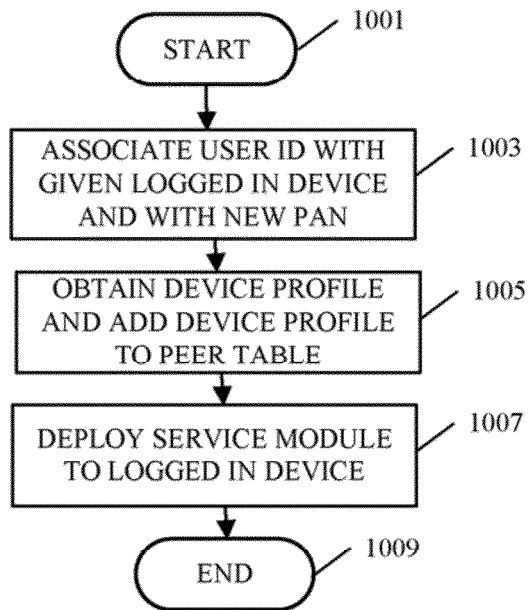 START
1001
ASSOCIATE USER ID WITH
GIVEN LOGGED IN DEVICE
AND WITH NEW PAN
1003
OBTAIN DEVICE PROFILE
AND ADD DEVICE PROFILE
TO PEER TABLE
1005
DEPLOY SERVICE MODULE
TO LOGGED IN DEVICE
1007
END
1009